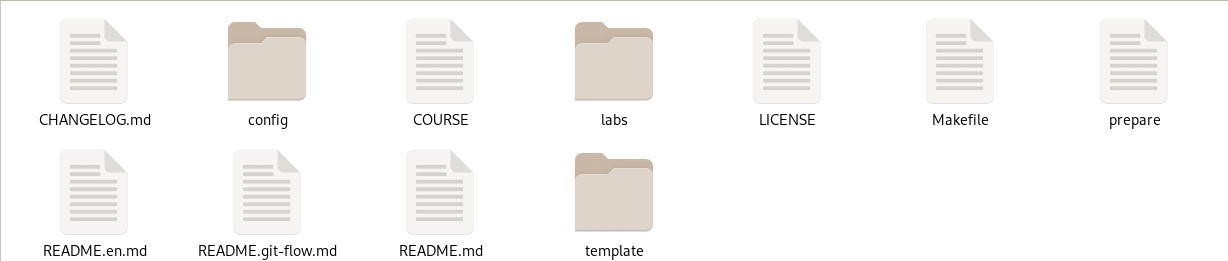 CHANGELOG.md
config
COURSE
labs
LICENSE
Makefile
prepare
README.en.md
README.git-flow.md
README.md
template